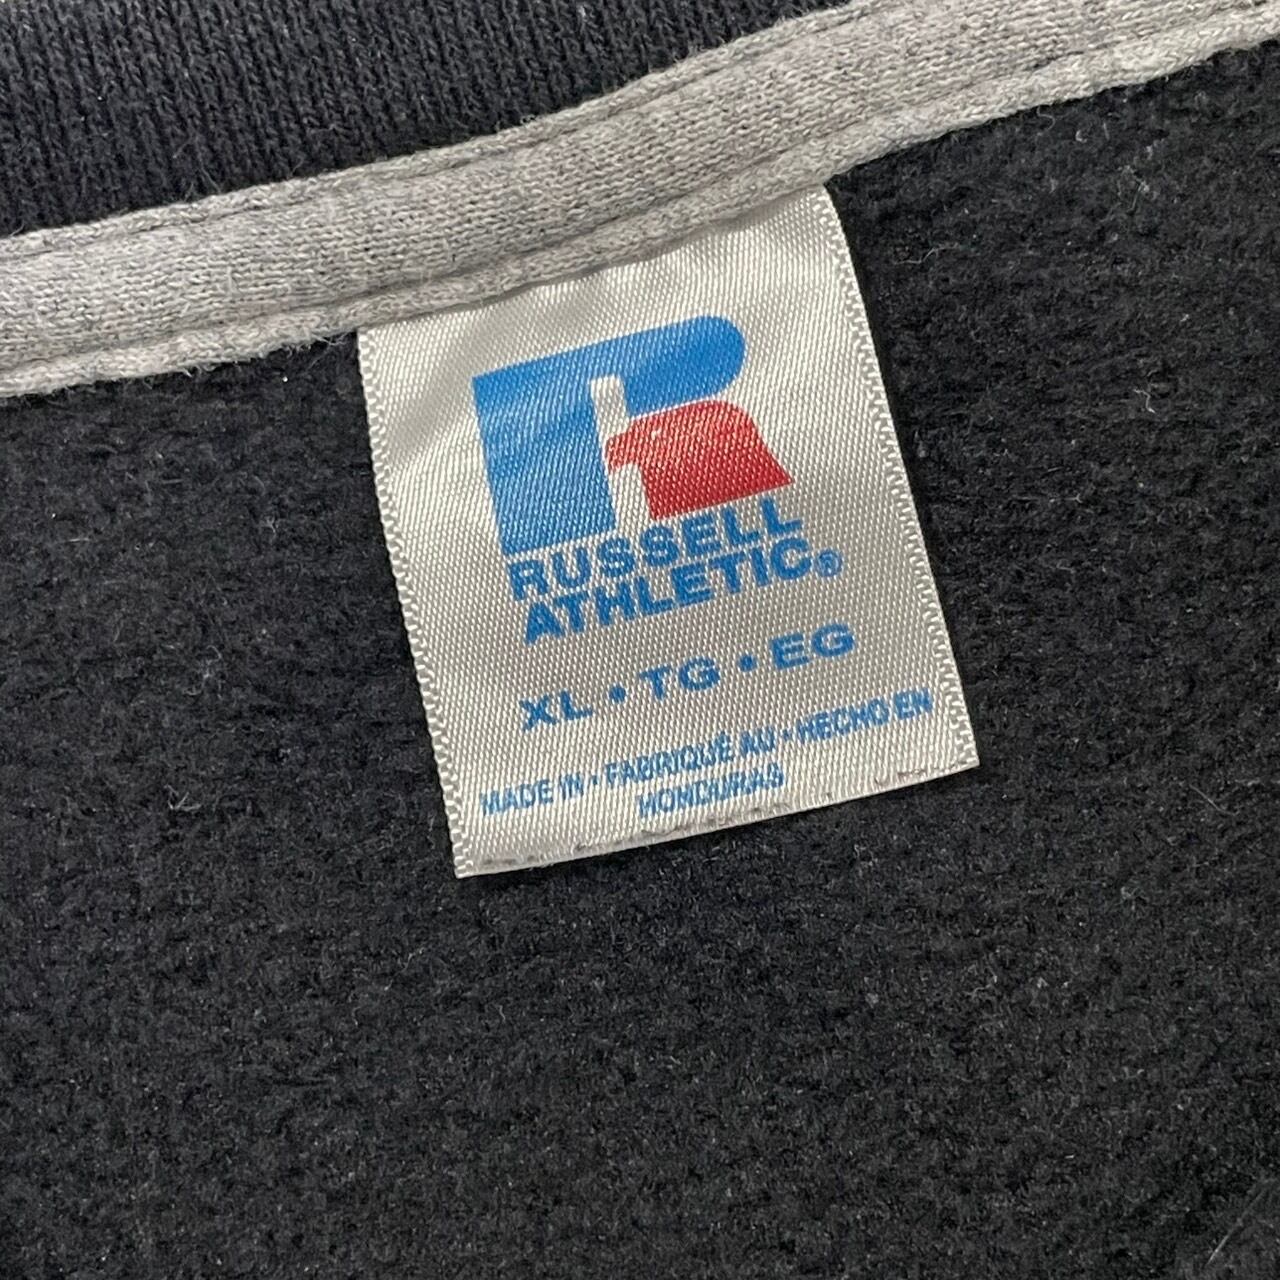 RUSSELL
ATHLETIC®
XL • TG • EG
MADE IN • FABRIQUÉ AU • HECHO EN
HONDURAS